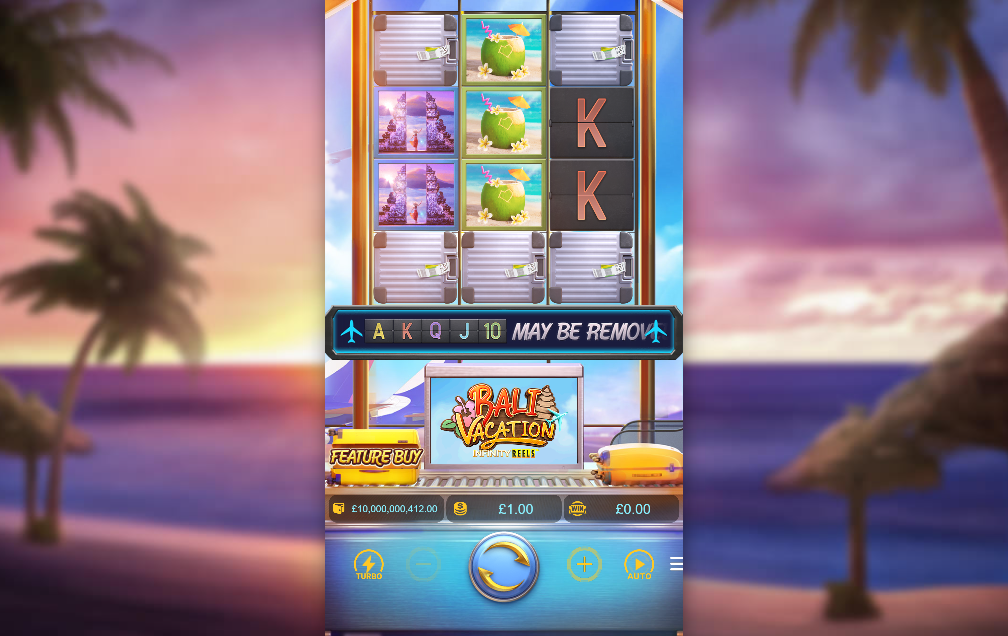 K
K
A K Q J 10 MAY BE REMOV
BALI
VACATION
INFINITY REELS
FEATURE BUY
£10,000,000,412.00 £1.00 WIN £0.00
TURBO AUTO